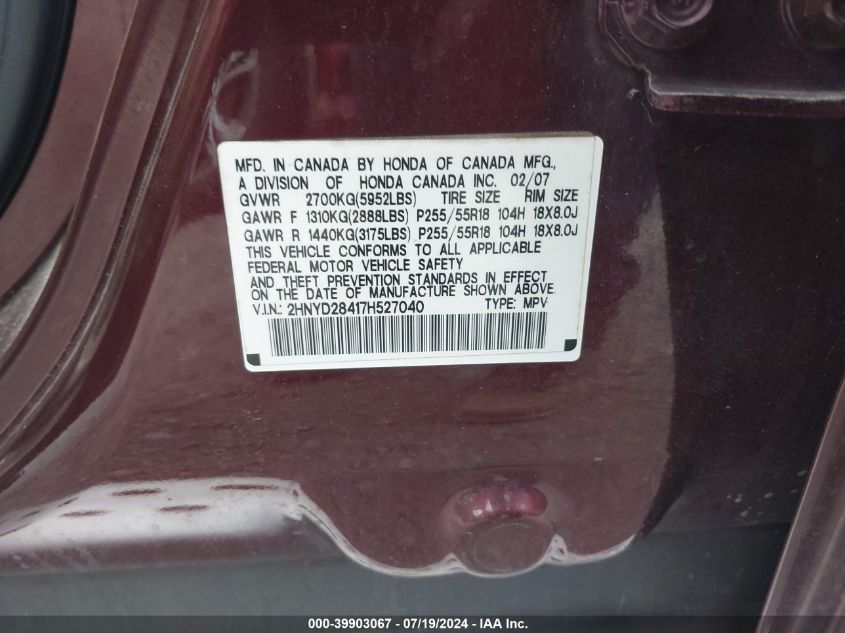 MFD. IN CANADA BY HONDA OF CANADA MFG.,
A DIVISION OF HONDA CANADA INC. 02/07
GVWR 2700KG(5952LBS) TIRE SIZE RIM SIZE
GAWR F 1310KG(2888LBS) P255/55R18 104H 18X8.0J
GAWR R 1440KG(3175LBS) P255/55R18 104H 18X8.0J
THIS VEHICLE CONFORMS TO ALL APPLICABLE
FEDERAL MOTOR VEHICLE SAFETY
AND THEFT PREVENTION STANDARDS IN EFFECT
ON THE DATE OF MANUFACTURE SHOWN ABOVE.
V.I.N.: 2HNYD28417H527040 TYPE: MPV
000-39903067 - 07/19/2024 - IAA Inc.